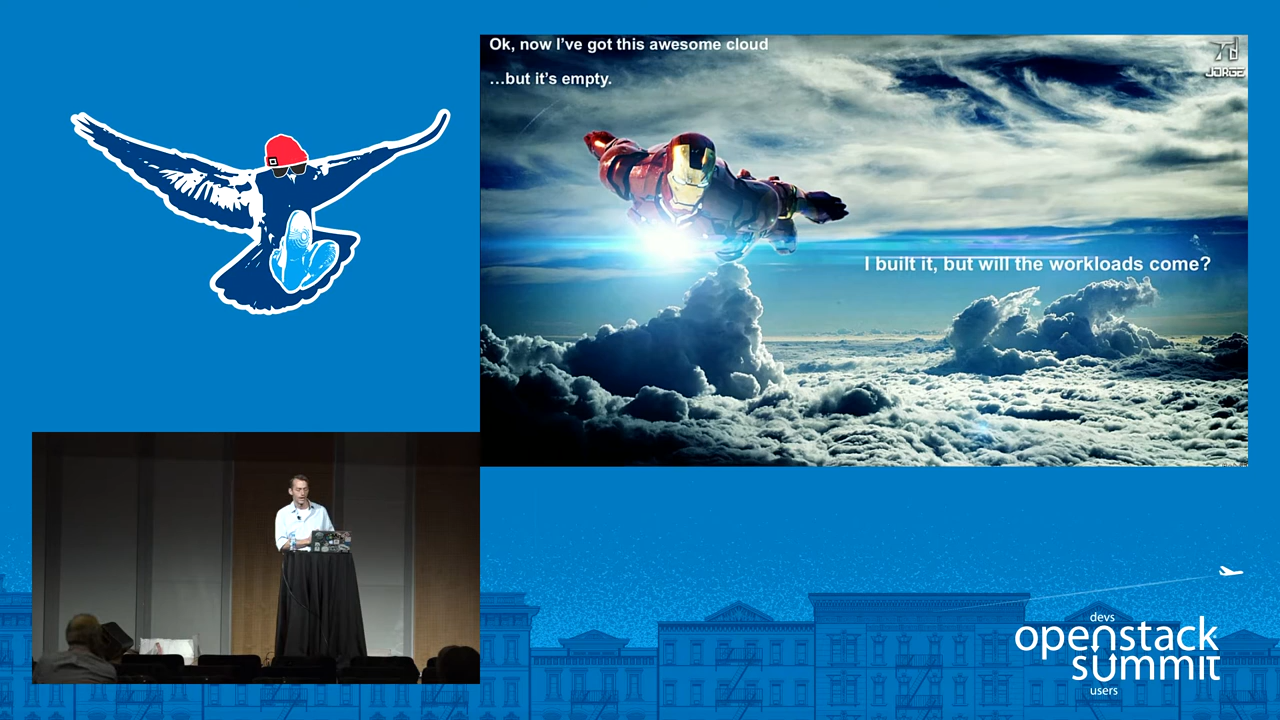 Ok, now I've got this awesome cloud
...but it's empty.
JORGE
I built it, but will the workloads come?
devs
openstack
summit
users